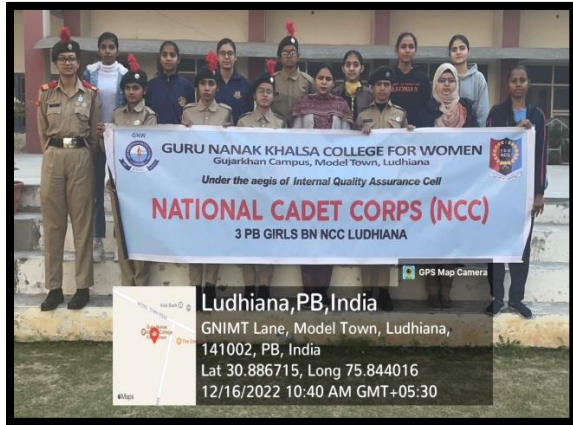 GNW
GURU NANAK KHALSA COLLEGE FOR WOMEN
Gujarkhan Campus, Model Town, Ludhiana
Under the aegis of Internal Quality Assurance Cell
NATIONAL CADET CORPS (NCC)
3 PB GIRLS BN NCC LUDHIANA
GPS Map Camera
Ludhiana,PB,India
GNIMT Lane, Model Town, Ludhiana,
141002, PB, India
Lat 30.886715, Long 75.844016
12/16/2022 10:40 AM GMT+05:30
Maps